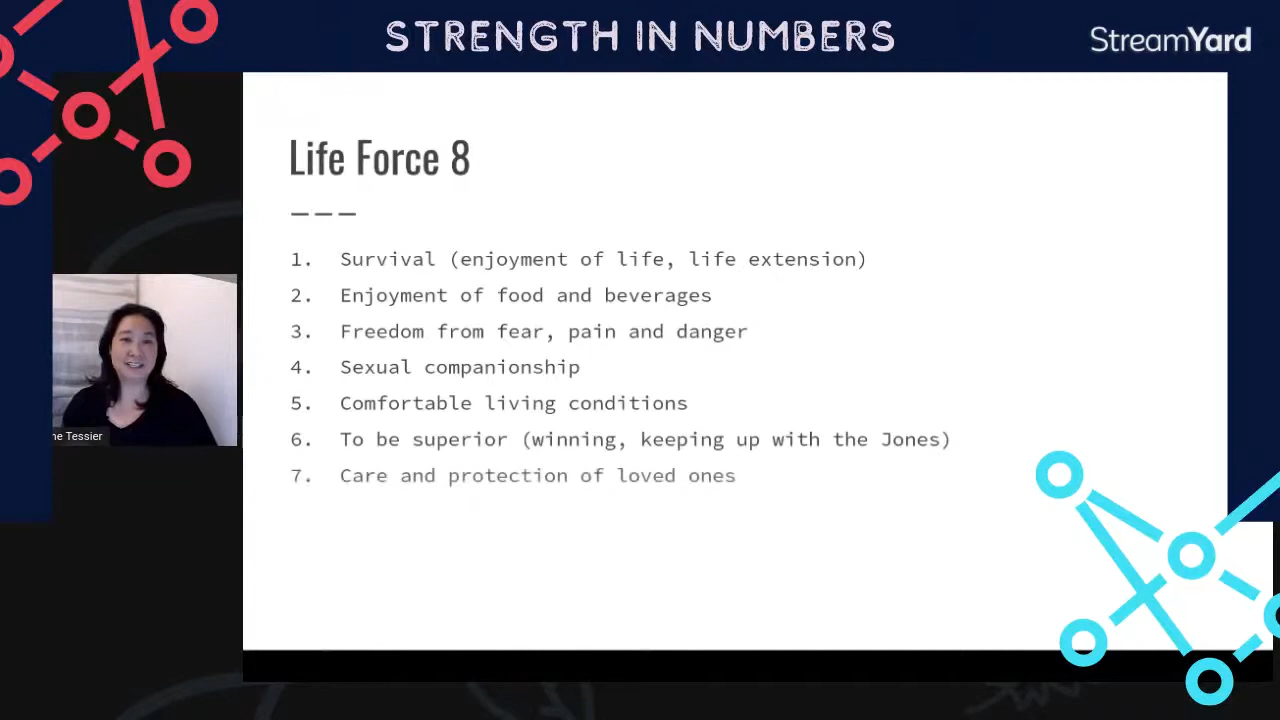 STRENGTH IN NUMBERS
StreamYard
Life Force 8
1. Survival (enjoyment of life, life extension)
2. Enjoyment of food and beverages
3. Freedom from fear, pain and danger
4. Sexual companionship
5. Comfortable living conditions
6. To be superior (winning, keeping up with the Jones)
7. Care and protection of loved ones
ne Tessier